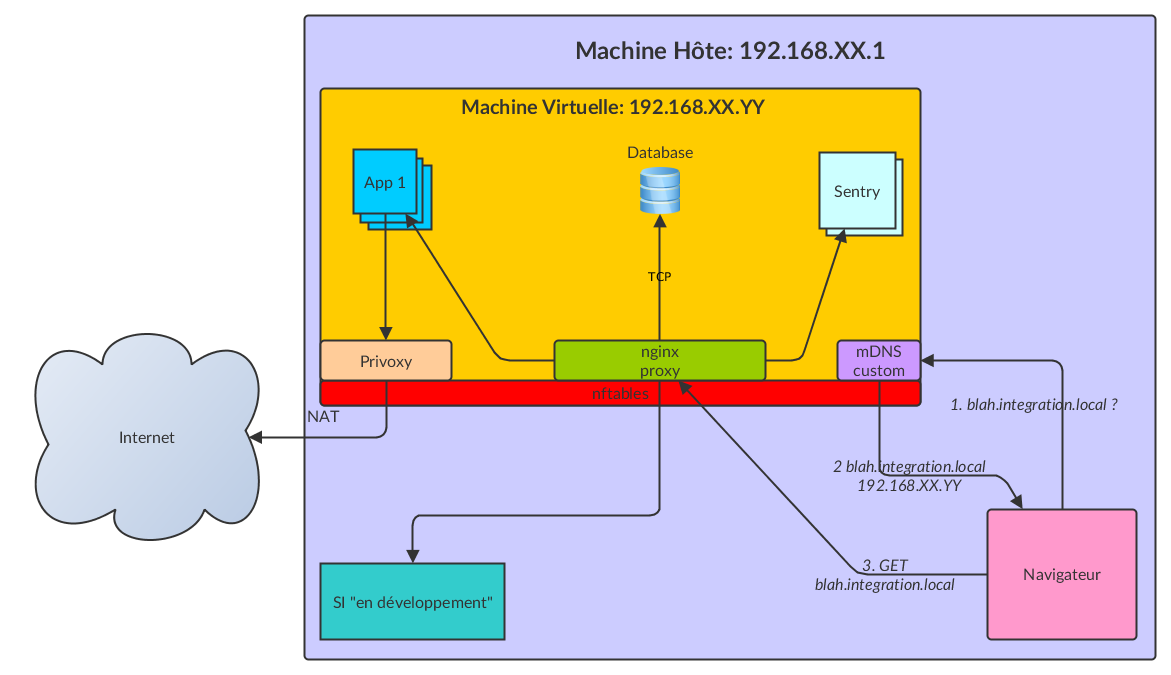 Machine Hôte: 192.168.XX.1
Machine Virtuelle: 192.168.XX.YY
Database
App 1
Sentry
TCP
Privoxy
nginx
proxy
mDNS
custom
nftables
NAT
1. blah.integration.local ?
Internet
2 blah.integration.local
192.168.XX.YY
3. GET
blah.integration.local
Navigateur
SI "en développement"